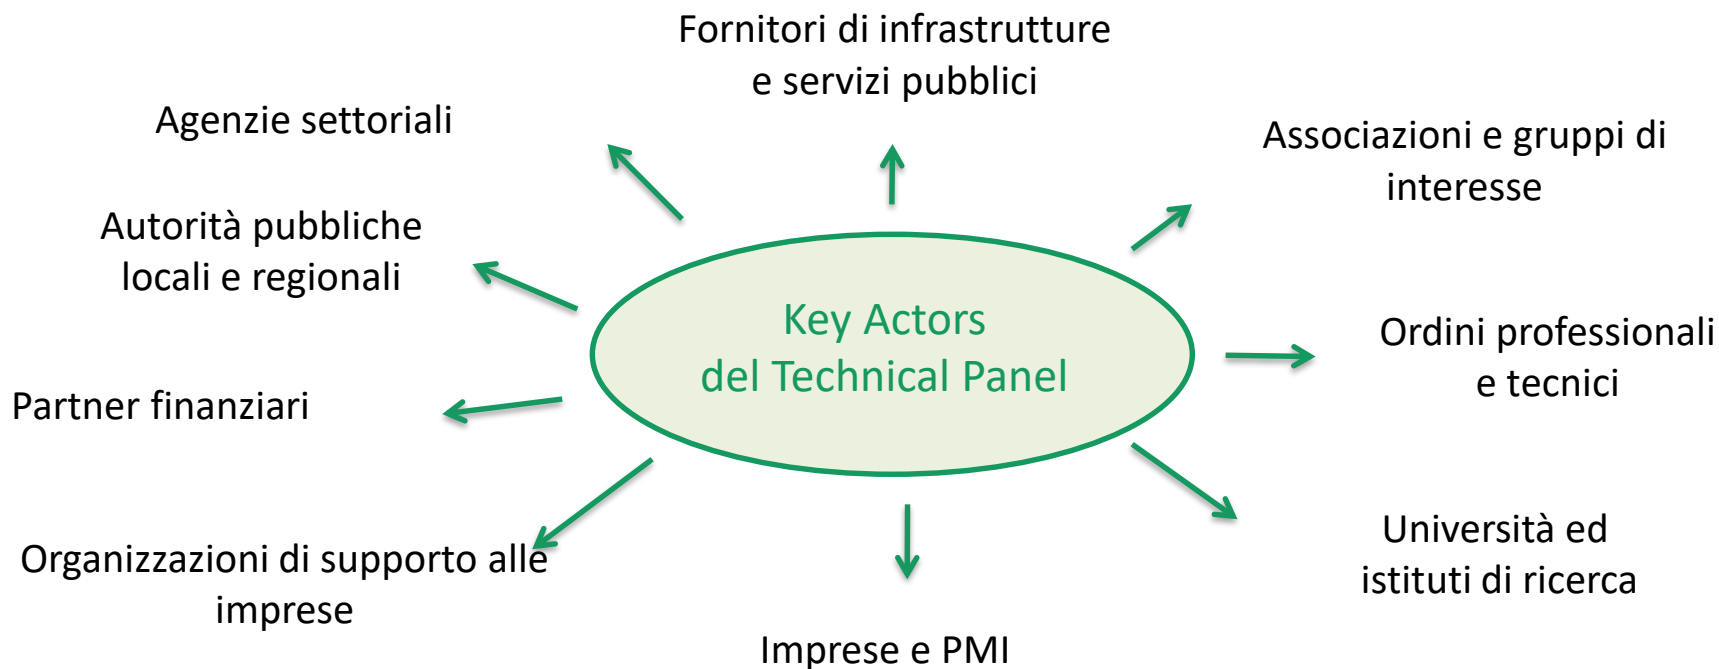 Fornitori di infrastrutture
e servizi pubblici
Agenzie settoriali
Associazioni e gruppi di
interesse
Autorità pubbliche
locali e regionali
Key Actors
del Technical Panel
Ordini professionali
e tecnici
Partner finanziari
Organizzazioni di supporto alle
imprese
Università ed
istituti di ricerca
Imprese e PMI